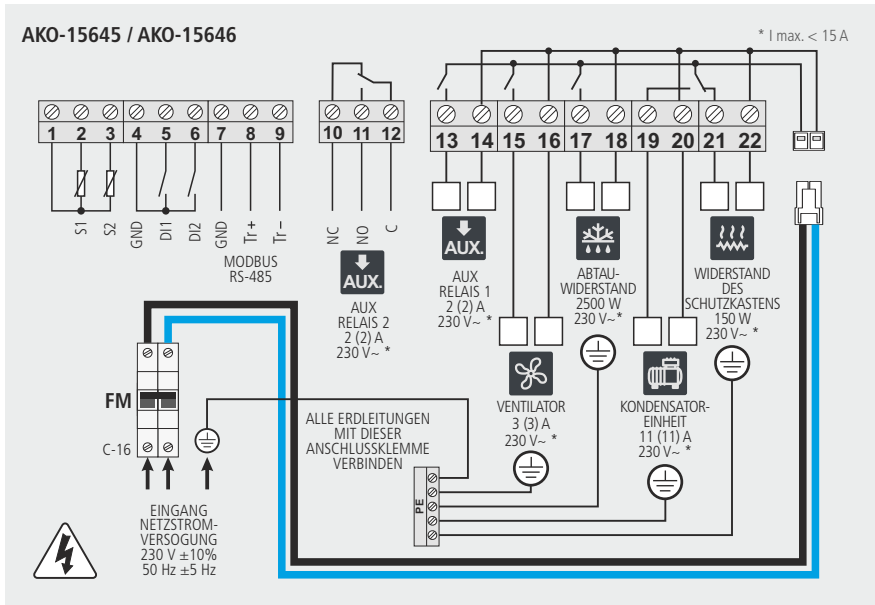 AKO-15645 / AKO-15646
* I max. < 15 A
1 2 3 4 5 6 7 8 9
10 11 12
13 14 15 16 17 18 19 20 21 22
S1
S2
GND
DI1
DI2
GND
Tr+
Tr−
MODBUS
RS-485
NC
NO
C
AUX.
AUX
RELAIS 2
2 (2) A
230 V~ *
AUX.
AUX
RELAIS 1
2 (2) A
230 V~ *
ABTAU-
WIDERSTAND
2500 W
230 V~*
WIDERSTAND
DES
SCHUTZKASTENS
150 W
230 V~ *
VENTILATOR
3 (3) A
230 V~ *
KONDENSATOR-
EINHEIT
11 (11) A
230 V~ *
FM
C-16
ALLE ERDLEITUNGEN
MIT DIESER
ANSCHLUSSKLEMME
VERBINDEN
PE
EINGANG
NETZSTROM-
VERSOGUNG
230 V ±10%
50 Hz ±5 Hz